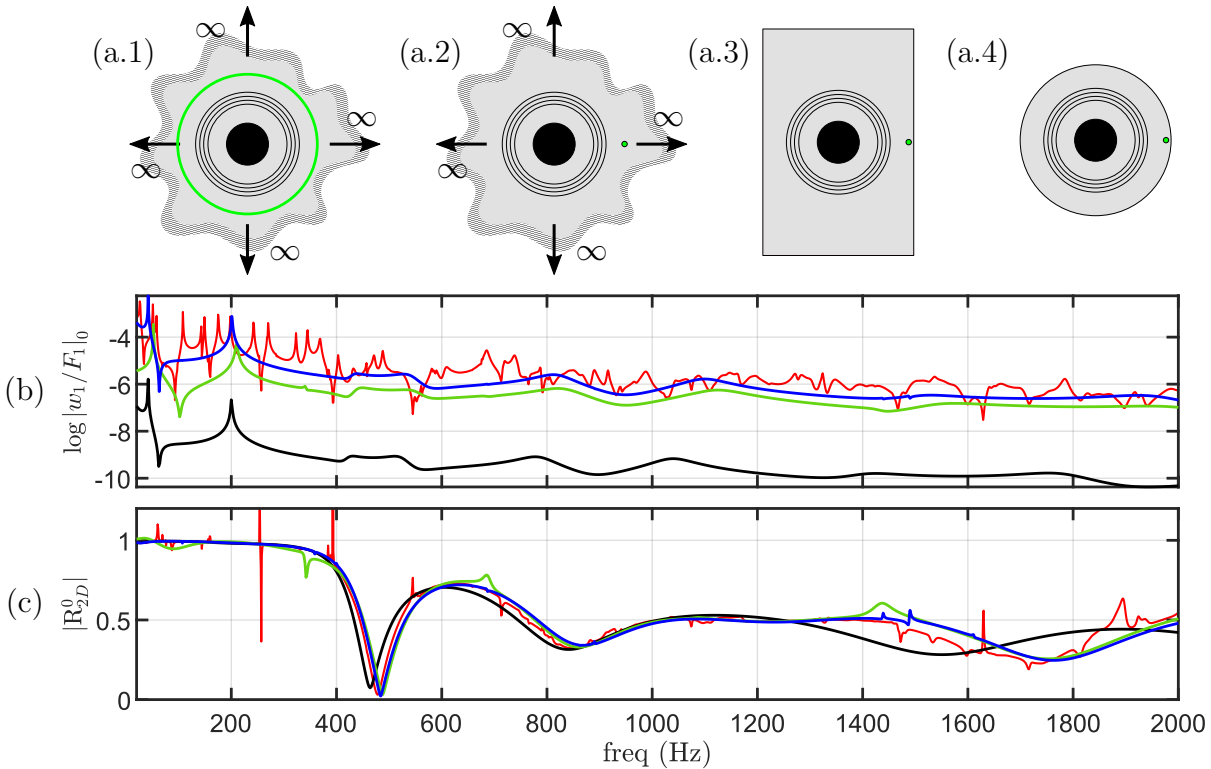 (a.1) (a.2) (a.3) (a.4)
∞ ∞
∞ ∞
∞ ∞
∞ ∞
(b)
log |w₁/F₁|₀
-4
-6
-8
-10
(c)
|R⁰₂D|
1
0.5
0
200 400 600 800 1000 1200 1400 1600 1800 2000
freq (Hz)